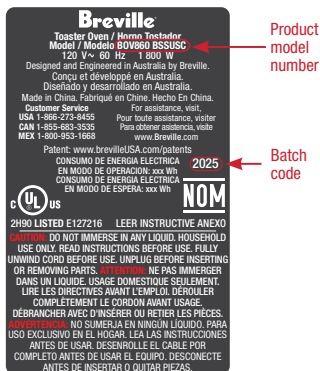 Breville®
Toaster Oven / Horno Tostador
Model / Modelo BOV860 BSSUSC
120 V~ 60 Hz 1 800 W
Designed and Engineered in Australia by Breville.
Conçu et développé en Australia.
Diseñado y desarrollado en Australia.
Made in China. Fabriqué en Chine. Hecho En China.
Customer Service
USA 1-866-273-8455
CAN 1-855-683-3535
MEX 1-800-953-1668
For assistance, visit,
Pour toute assistance, visiter
Para obtener asistencia, visite
www.Breville.com
Patent: www.brevilleUSA.com/patents
CONSUMO DE ENERGIA ELECTRICA
EN MODO DE OPERACION: xxx Wh
CONSUMO DE ENERGIA ELECTRICA
EN MODO DE ESPERA: xxx Wh
2025
c UL US
NOM
2H90 LISTED E127216 LEER INSTRUCTIVE ANEXO
CAUTION: DO NOT IMMERSE IN ANY LIQUID. HOUSEHOLD
USE ONLY. READ INSTRUCTIONS BEFORE USE. FULLY
UNWIND CORD BEFORE USE. UNPLUG BEFORE INSERTING
OR REMOVING PARTS. ATTENTION: NE PAS IMMERGER
DANS UN LIQUIDE. USAGE DOMESTIQUE SEULEMENT.
LIRE LES DIRECTIVES AVANT L'EMPLOI. DÉROULER
COMPLÈTEMENT LE CORDON AVANT USAGE.
DÉBRANCHER AVEC D'INSÉRER OU RETIER LES PIÈCES.
ADVERTENCIA: NO SUMERJA EN NINGÚN LÍQUIDO. PARA
USO EXCLUSIVO EN EL HOGAR. LEA LAS INSTRUCCIONES
ANTES DE USAR. DESENROLLE EL CABLE POR
COMPLETO ANTES DE USAR EL EQUIPO. DESCONECTE
ANTES DE INSERTAR O QUITAR PIEZAS.
Product
model
number
Batch
code